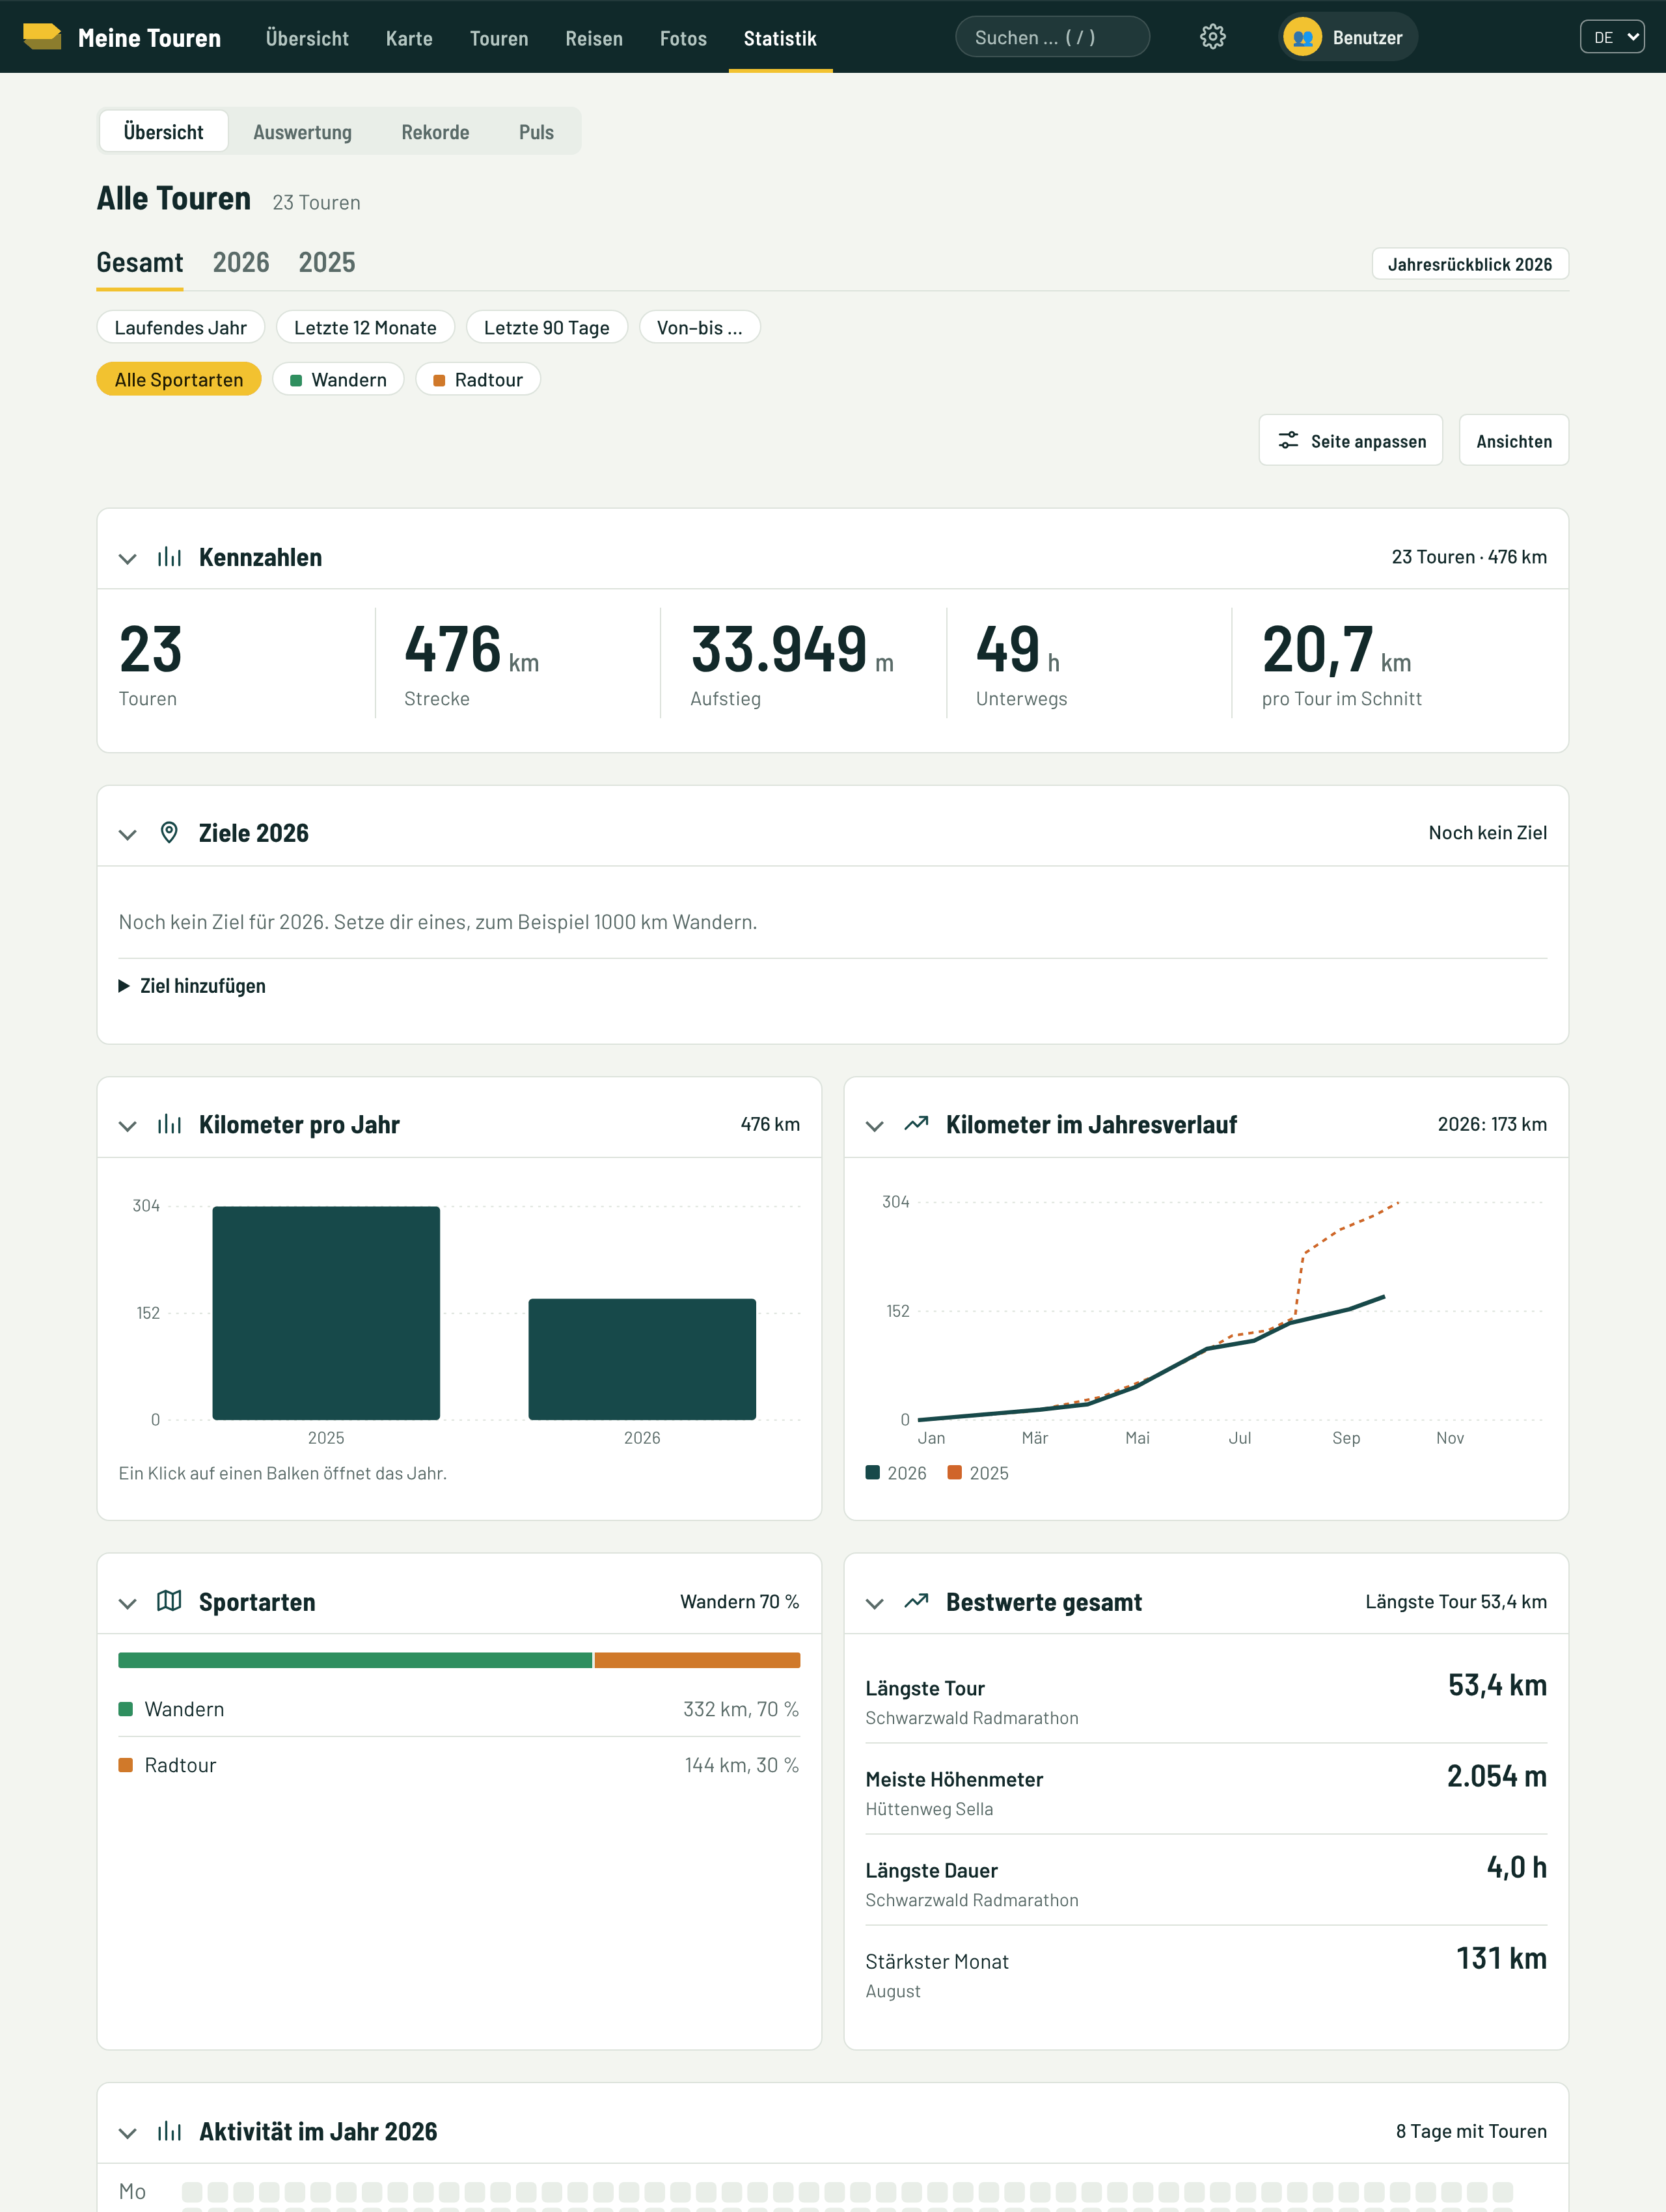 Meine Touren Übersicht Karte Touren Reisen Fotos Statistik Suchen ... ( / ) Benutzer DE
Übersicht Auswertung Rekorde Puls
Alle Touren 23 Touren
Gesamt 2026 2025 Jahresrückblick 2026
Laufendes Jahr Letzte 12 Monate Letzte 90 Tage Von–bis ...
Alle Sportarten Wandern Radtour
Seite anpassen Ansichten
Kennzahlen 23 Touren · 476 km
23 476 km 33.949 m 49 h 20,7 km
Touren Strecke Aufstieg Unterwegs pro Tour im Schnitt
Ziele 2026 Noch kein Ziel
Noch kein Ziel für 2026. Setze dir eines, zum Beispiel 1000 km Wandern.
Ziel hinzufügen
Kilometer pro Jahr 476 km
304
152
0
2025 2026
Ein Klick auf einen Balken öffnet das Jahr.
Kilometer im Jahresverlauf 2026: 173 km
304
152
0
Jan Mär Mai Jul Sep Nov
2026 2025
Sportarten Wandern 70 %
Wandern 332 km, 70 %
Radtour 144 km, 30 %
Bestwerte gesamt Längste Tour 53,4 km
Längste Tour 53,4 km
Schwarzwald Radmarathon
Meiste Höhenmeter 2.054 m
Hüttenweg Sella
Längste Dauer 4,0 h
Schwarzwald Radmarathon
Stärkster Monat 131 km
August
Aktivität im Jahr 2026 8 Tage mit Touren
Mo